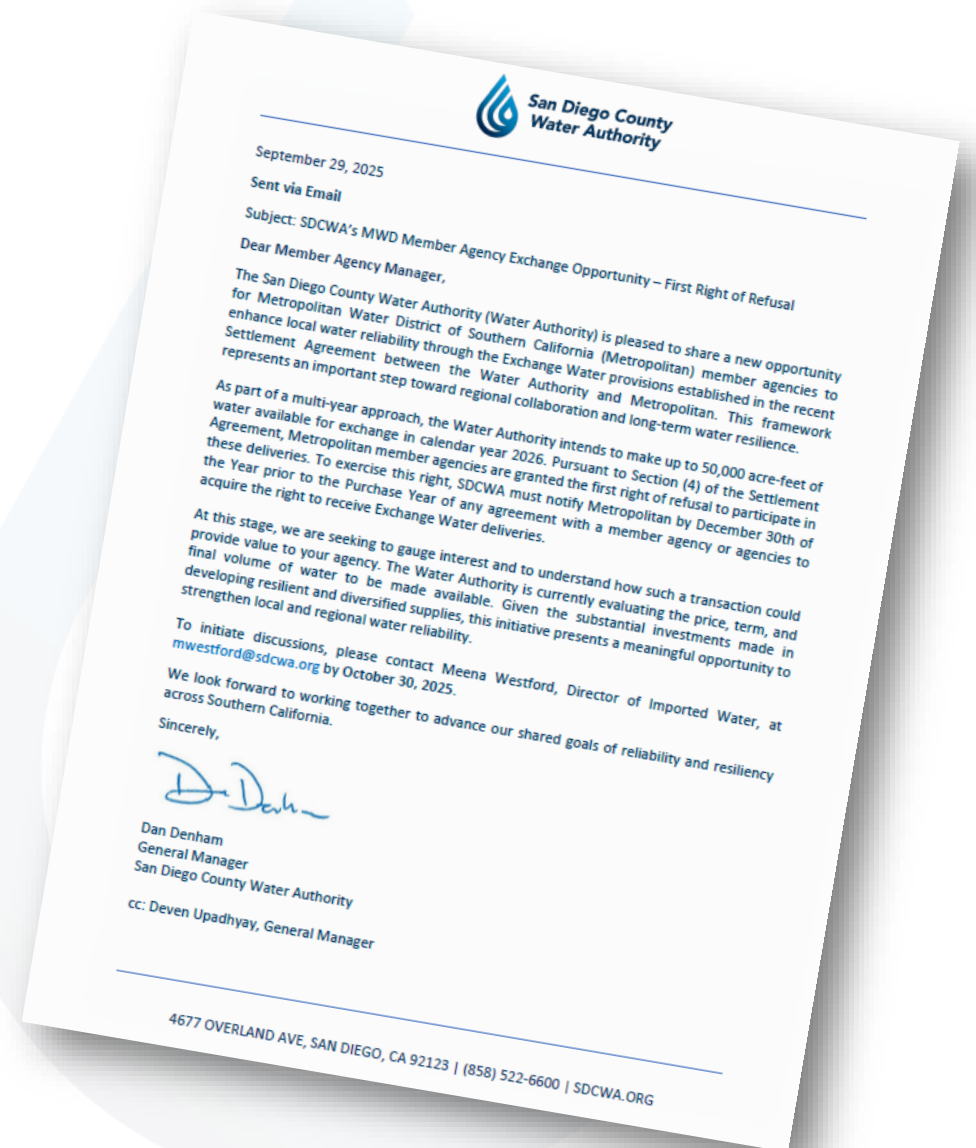 San Diego County
Water Authority
September 29, 2025
Sent via Email
Subject: SDCWA's MWD Member Agency Exchange Opportunity – First Right of Refusal
Dear Member Agency Manager,
The San Diego County Water Authority (Water Authority) is pleased to share a new opportunity
for Metropolitan Water District of Southern California (Metropolitan) member agencies to
enhance local water reliability through the Exchange Water provisions established in the recent
Settlement Agreement between the Water Authority and Metropolitan. This framework
represents an important step toward regional collaboration and long-term water resilience.
As part of a multi-year approach, the Water Authority intends to make up to 50,000 acre-feet of
water available for exchange in calendar year 2026. Pursuant to Section (4) of the Settlement
Agreement, Metropolitan member agencies are granted the first right of refusal to participate in
these deliveries. To exercise this right, SDCWA must notify Metropolitan by December 30th of
the Year prior to the Purchase Year of any agreement with a member agency or agencies to
acquire the right to receive Exchange Water deliveries.
At this stage, we are seeking to gauge interest and to understand how such a transaction could
provide value to your agency. The Water Authority is currently evaluating the price, term, and
final volume of water to be made available. Given the substantial investments made in
developing resilient and diversified supplies, this initiative presents a meaningful opportunity to
strengthen local and regional water reliability.
To initiate discussions, please contact Meena Westford, Director of Imported Water, at
mwestford@sdcwa.org by October 30, 2025.
We look forward to working together to advance our shared goals of reliability and resiliency
across Southern California.
Sincerely,
Dan Denham
General Manager
San Diego County Water Authority
cc: Deven Upadhyay, General Manager
4677 OVERLAND AVE, SAN DIEGO, CA 92123 | (858) 522-6600 | SDCWA.ORG